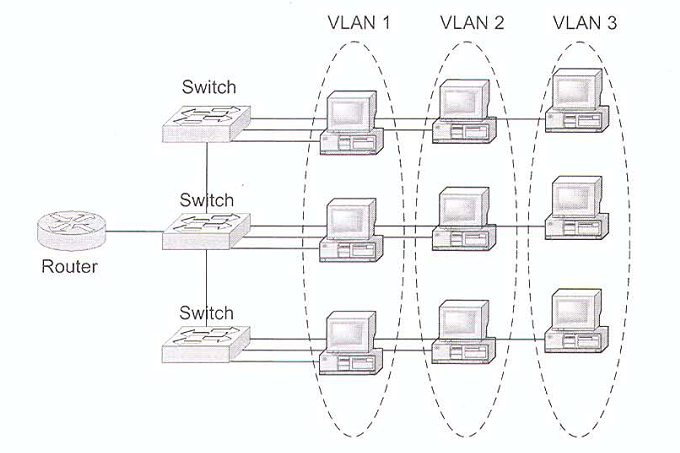 VLAN 1
VLAN 2
VLAN 3
Switch
Switch
Router
Switch